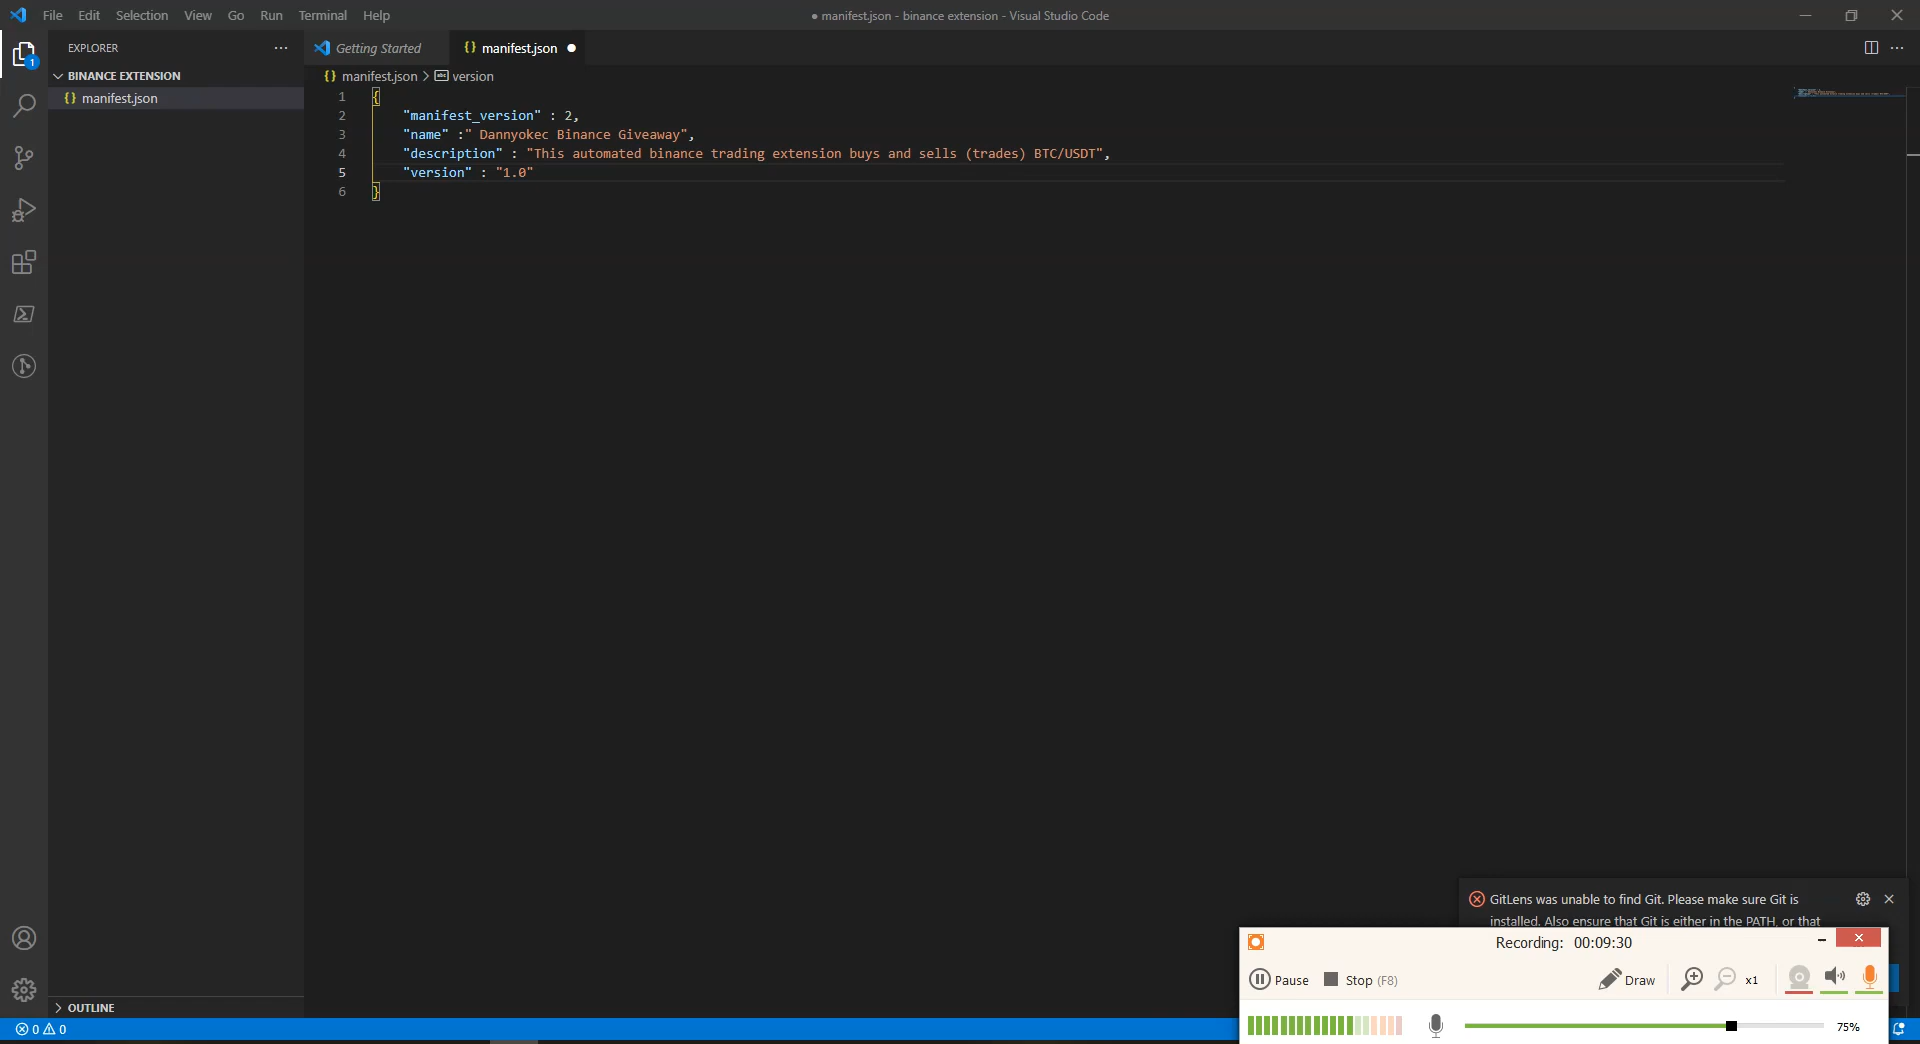 File Edit Selection View Go Run Terminal Help
● manifest.json - binance extension - Visual Studio Code
EXPLORER
Getting Started
{} manifest.json ●
BINANCE EXTENSION
{} manifest.json
{} manifest.json > version
1 {
2 "manifest_version" : 2,
3 "name" :" Dannyokec Binance Giveaway",
4 "description" : "This automated binance trading extension buys and sells (trades) BTC/USDT",
5 "version" : "1.0"
6 }
1
GitLens was unable to find Git. Please make sure Git is
installed. Also ensure that Git is either in the PATH, or that
Recording: 00:09:30
Pause Stop (F8) Draw x1
75%
OUTLINE
0 0